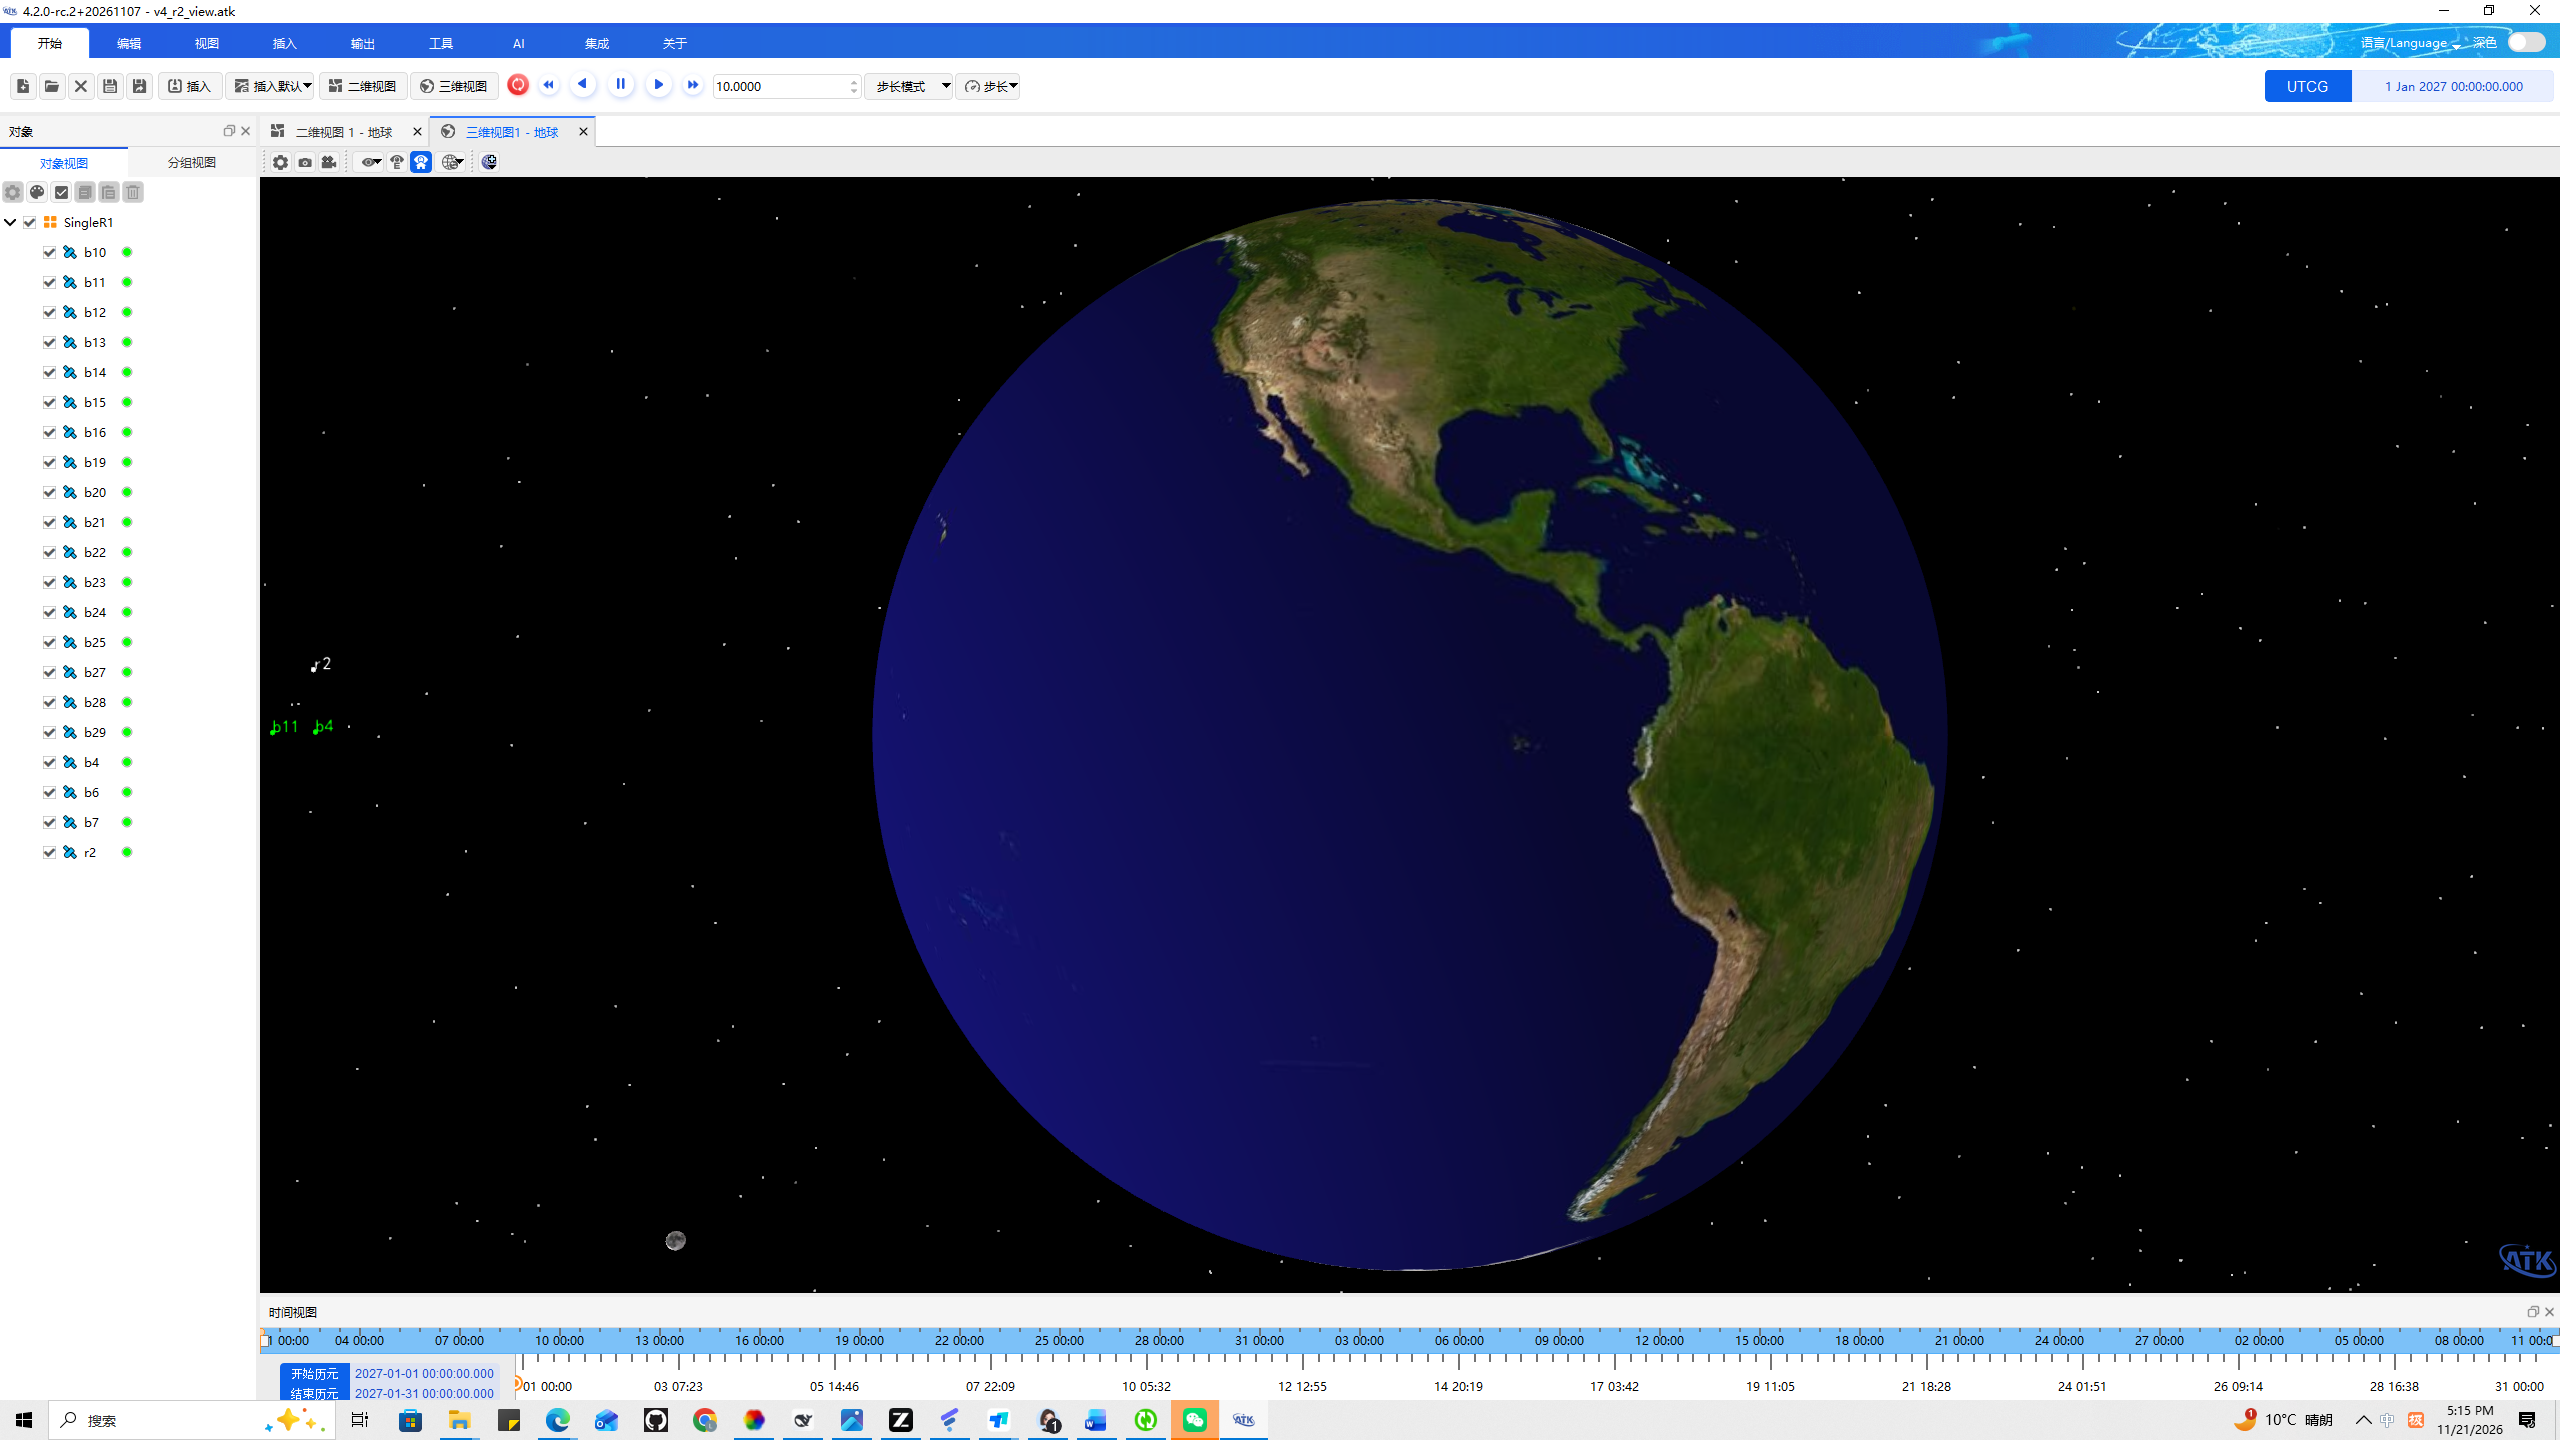 4.2.0-rc.2+20261107 - v4_r2_view.atk
开始 编辑 视图 插入 输出 工具 AI 集成 关于 语言/Language 深色
插入 插入默认 二维视图 三维视图 10.0000 步长模式 步长 UTCG 1 Jan 2027 00:00:00.000
对象 二维视图 1 - 地球 三维视图1 - 地球
对象视图 分组视图
SingleR1
b10
b11
b12
b13
b14
b15
b16
b19
b20
b21
b22
b23
b24
b25
b27
b28
b29
b4
b6
b7
r2
r2
b11 b4
ATK
时间视图
1 00:00 04 00:00 07 00:00 10 00:00 13 00:00 16 00:00 19 00:00 22 00:00 25 00:00 28 00:00 31 00:00 03 00:00 06 00:00 09 00:00 12 00:00 15 00:00 18 00:00 21 00:00 24 00:00 27 00:00 02 00:00 05 00:00 08 00:00 11 00:0
开始历元 2027-01-01 00:00:00.000
结束历元 2027-01-31 00:00:00.000
01 00:00 03 07:23 05 14:46 07 22:09 10 05:32 12 12:55 14 20:19 17 03:42 19 11:05 21 18:28 24 01:51 26 09:14 28 16:38 31 00:00
搜索 1 ATK 1 10°C 晴朗 中 5:15 PM
11/21/2026